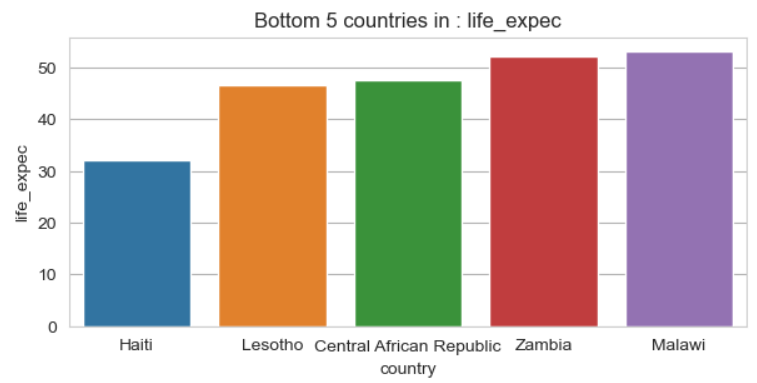 Bottom 5 countries in : life_expec
life_expec
50
40
30
20
10
0
Haiti Lesotho Central African Republic Zambia Malawi
country